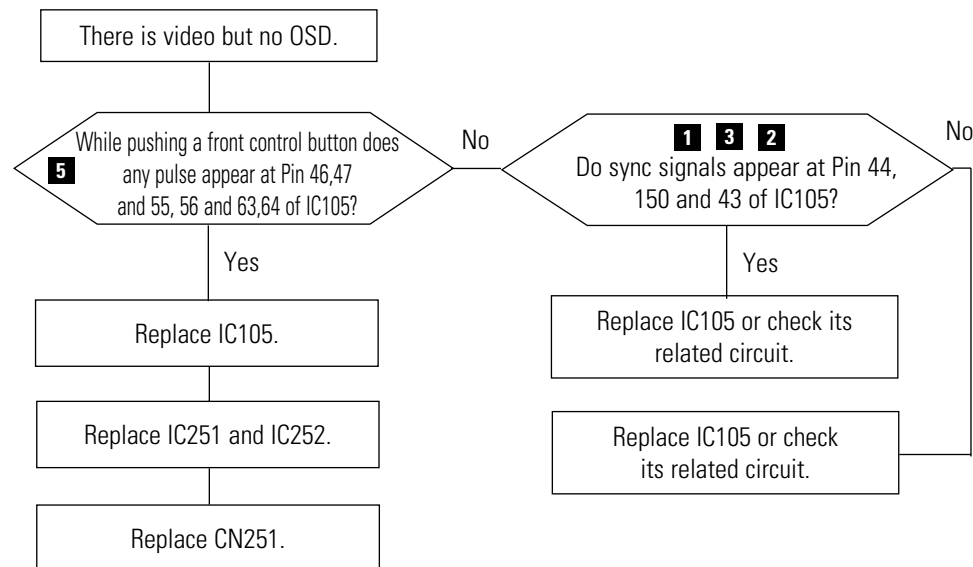 There is video but no OSD.
5
While pushing a front control button does
any pulse appear at Pin 46,47
and 55, 56 and 63,64 of IC105?
No
1 3 2
Do sync signals appear at Pin 44,
150 and 43 of IC105?
No
Yes
Yes
Replace IC105.
Replace IC105 or check its
related circuit.
Replace IC251 and IC252.
Replace IC105 or check
its related circuit.
Replace CN251.